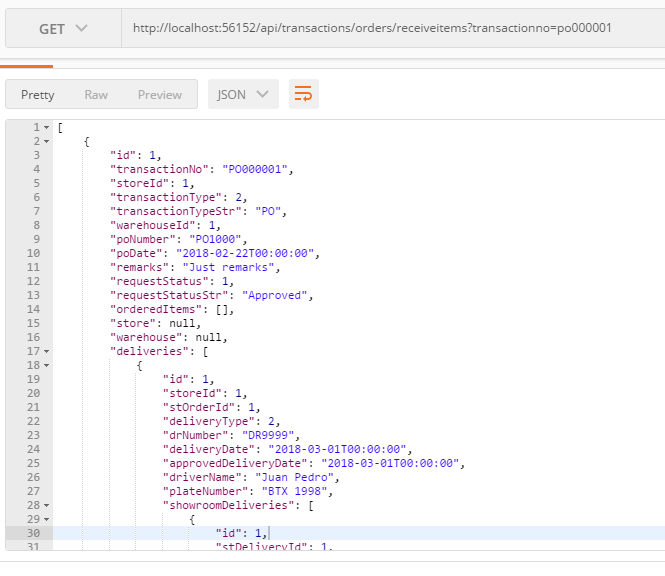 GET http://localhost:56152/api/transactions/orders/receiveitems?transactionno=po000001
Pretty Raw Preview JSON
1 [
2 {
3 "id": 1,
4 "transactionNo": "PO000001",
5 "storeId": 1,
6 "transactionType": 2,
7 "transactionTypeStr": "PO",
8 "warehouseId": 1,
9 "poNumber": "PO1000",
10 "poDate": "2018-02-22T00:00:00",
11 "remarks": "Just remarks",
12 "requestStatus": 1,
13 "requestStatusStr": "Approved",
14 "orderedItems": [],
15 "store": null,
16 "warehouse": null,
17 "deliveries": [
18 {
19 "id": 1,
20 "storeId": 1,
21 "stOrderId": 1,
22 "deliveryType": 2,
23 "drNumber": "DR9999",
24 "deliveryDate": "2018-03-01T00:00:00",
25 "approvedDeliveryDate": "2018-03-01T00:00:00",
26 "driverName": "Juan Pedro",
27 "plateNumber": "BTX 1998",
28 "showroomDeliveries": [
29 {
30 "id": 1,
31 "stDeliveryId": 1,